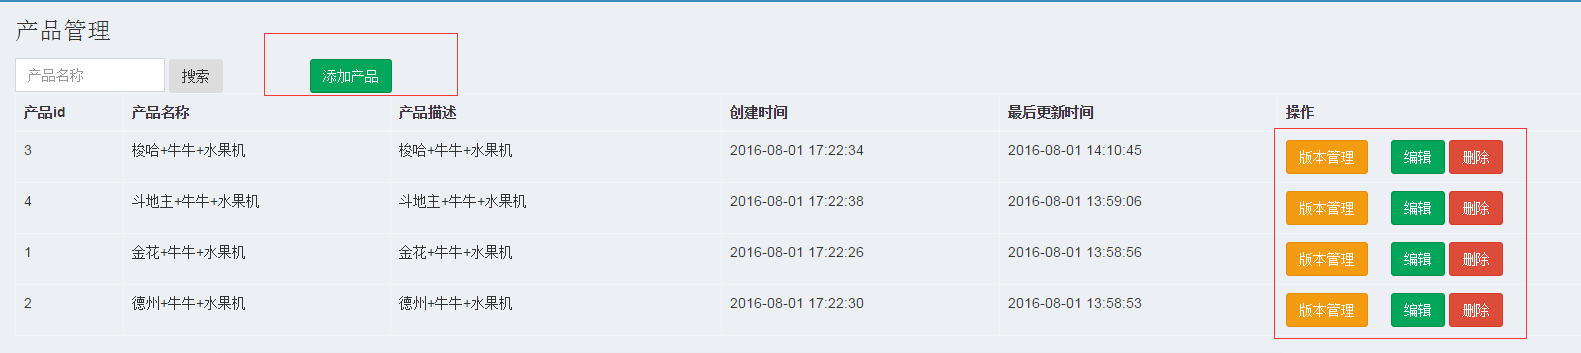 产品管理
产品名称 搜索 添加产品
产品id 产品名称 产品描述 创建时间 最后更新时间 操作
3 梭哈+牛牛+水果机 梭哈+牛牛+水果机 2016-08-01 17:22:34 2016-08-01 14:10:45 版本管理 编辑 删除
4 斗地主+牛牛+水果机 斗地主+牛牛+水果机 2016-08-01 17:22:38 2016-08-01 13:59:06 版本管理 编辑 删除
1 金花+牛牛+水果机 金花+牛牛+水果机 2016-08-01 17:22:26 2016-08-01 13:58:56 版本管理 编辑 删除
2 德州+牛牛+水果机 德州+牛牛+水果机 2016-08-01 17:22:30 2016-08-01 13:58:53 版本管理 编辑 删除